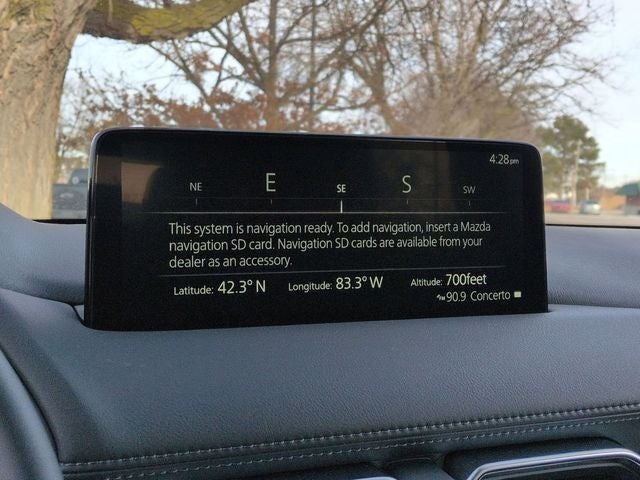 4:28pm
NE E SE S SW
This system is navigation ready. To add navigation, insert a Mazda
navigation SD card. Navigation SD cards are available from your
dealer as an accessory.
Latitude: 42.3° N Longitude: 83.3° W Altitude: 700feet
FM 90.9 Concerto